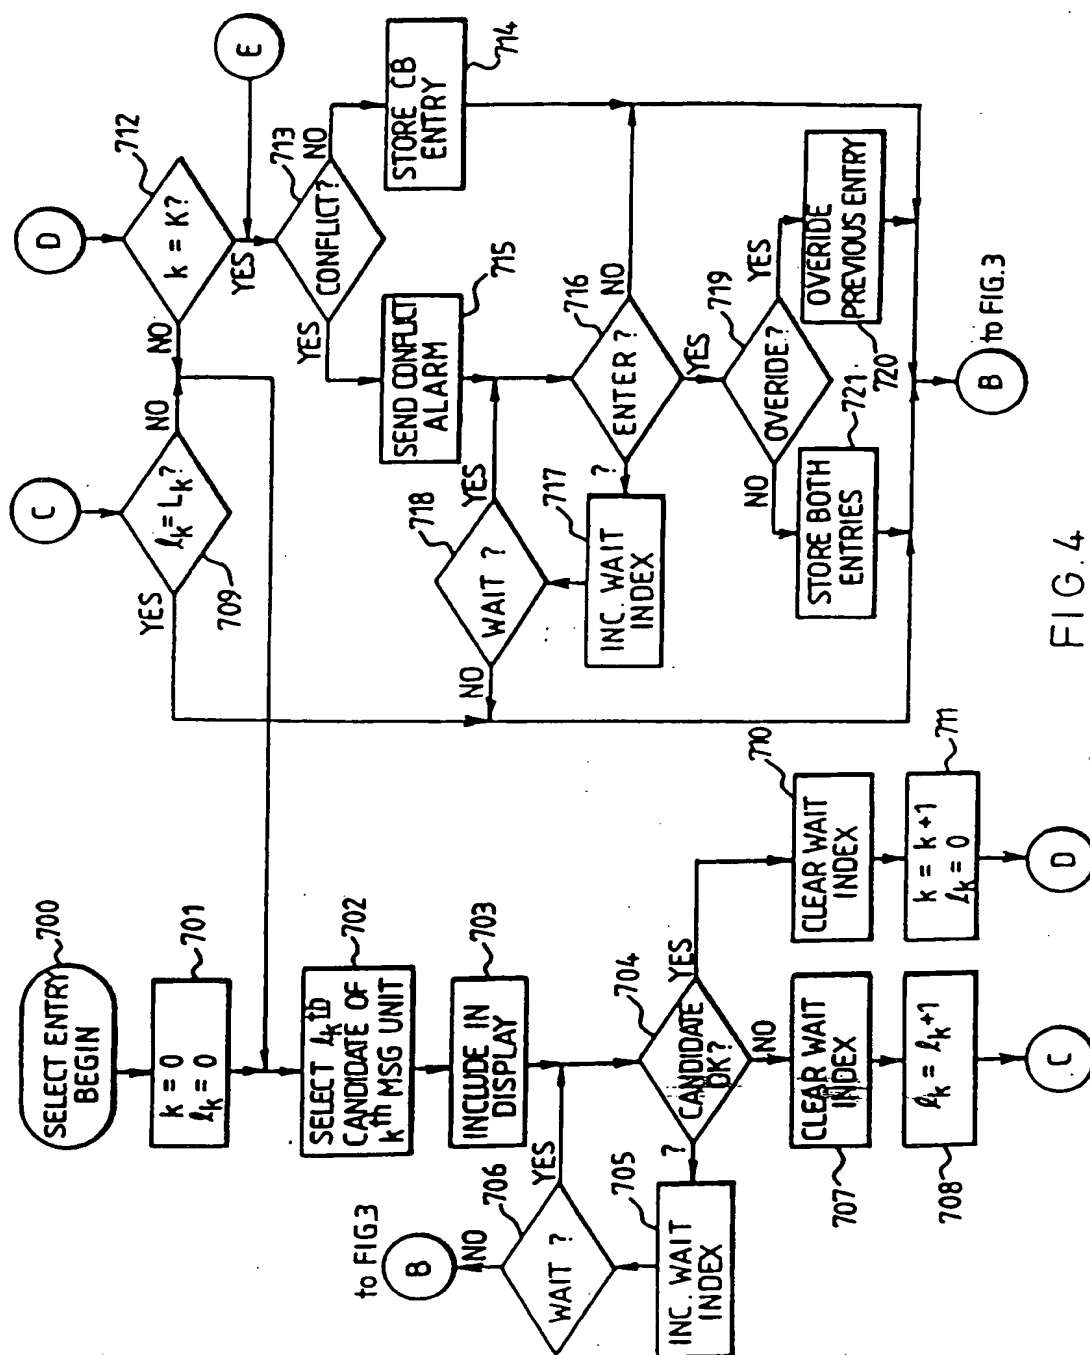 SELECT ENTRY
BEGIN
700
k = 0
ℓk = 0
701
SELECT ℓk th
CANDIDATE OF
kth MSG UNIT
702
INCLUDE IN
DISPLAY
703
CANDIDATE
OK?
704
YES
NO
?
INC. WAIT
INDEX
705
WAIT ?
706
YES
NO
B
to FIG.3
CLEAR WAIT
INDEX
707
ℓk = ℓk+1
708
C
CLEAR WAIT
INDEX
710
k = k+1
ℓk = 0
711
D
C
ℓk = Lk?
709
YES
NO
D
k = K?
712
NO
YES
E
CONFLICT?
713
YES
NO
STORE CB
ENTRY
714
SEND CONFLICT
ALARM
715
ENTER ?
716
NO
YES
?
INC. WAIT
INDEX
717
WAIT ?
718
YES
NO
OVERIDE?
719
YES
NO
OVERIDE
PREVIOUS ENTRY
720
STORE BOTH
ENTRIES
721
B to FIG.3
FIG. 4